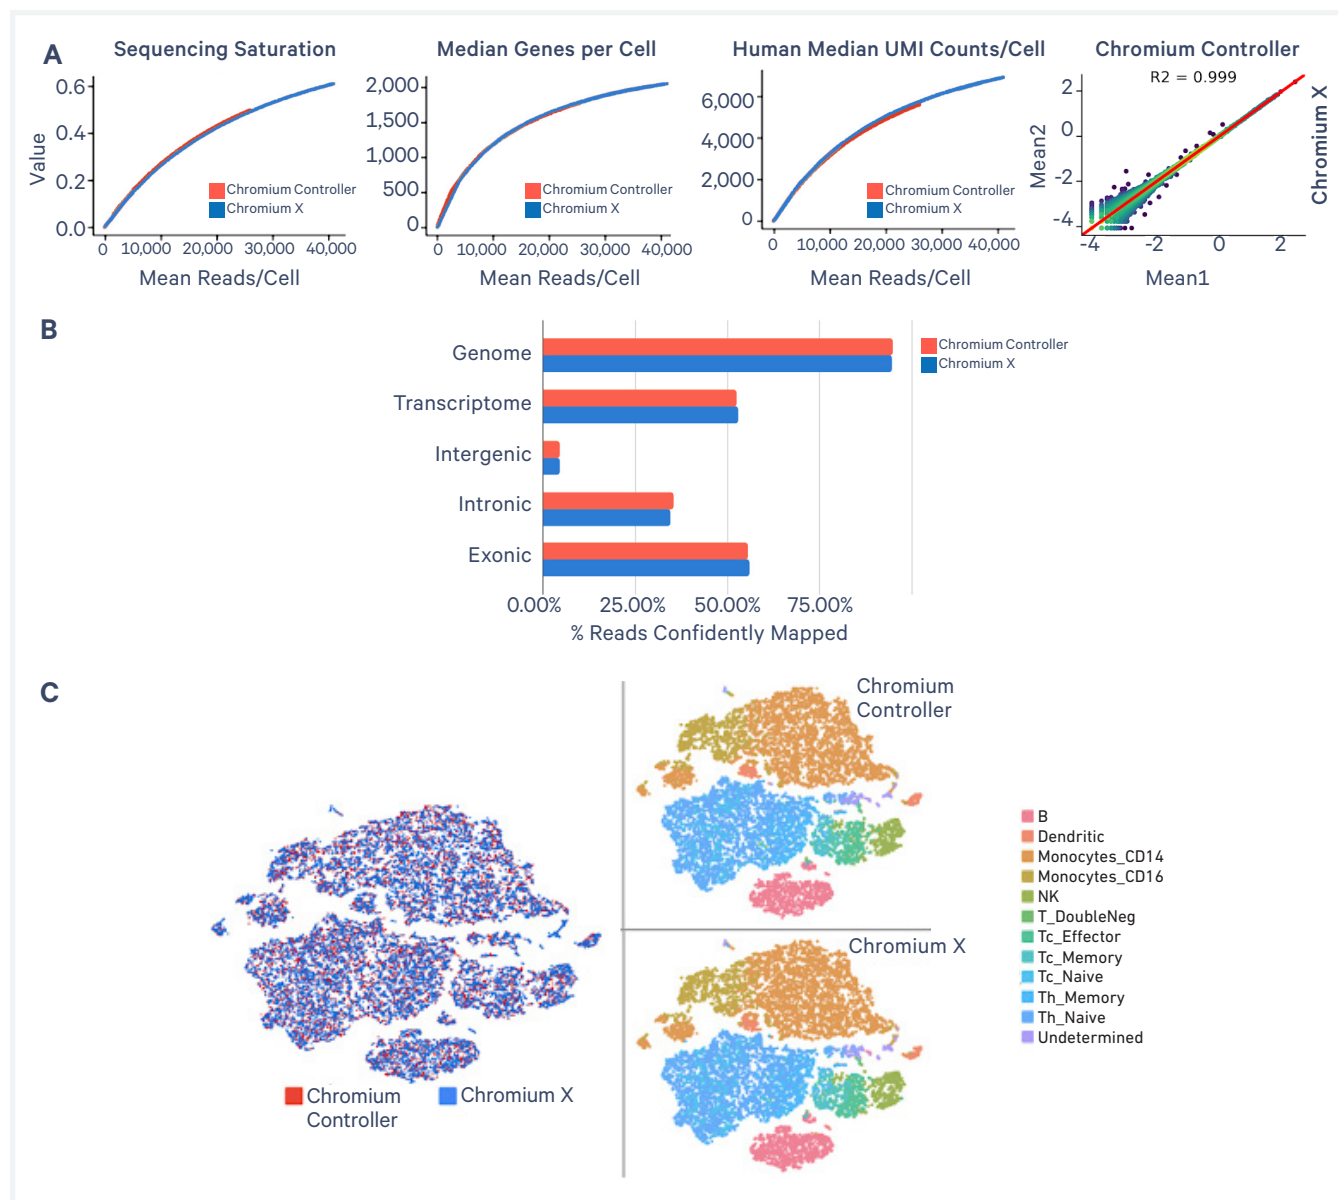 A
Sequencing Saturation
Value
0.6
0.4
0.2
0.0
Chromium Controller
Chromium X
0 10,000 20,000 30,000 40,000
Mean Reads/Cell
Median Genes per Cell
2,000
1,500
1,000
500
0
Chromium Controller
Chromium X
0 10,000 20,000 30,000 40,000
Mean Reads/Cell
Human Median UMI Counts/Cell
6,000
4,000
2,000
0
Chromium Controller
Chromium X
0 10,000 20,000 30,000 40,000
Mean Reads/Cell
Chromium Controller
R2 = 0.999
Mean2
2
0
-2
-4
-4 -2 0 2
Mean1
Chromium X
B
Genome
Transcriptome
Intergenic
Intronic
Exonic
0.00% 25.00% 50.00% 75.00%
% Reads Confidently Mapped
Chromium Controller
Chromium X
C
Chromium
Controller
Chromium X
Chromium
Controller
Chromium X
B
Dendritic
Monocytes_CD14
Monocytes_CD16
NK
T_DoubleNeg
Tc_Effector
Tc_Memory
Tc_Naive
Th_Memory
Th_Naive
Undetermined